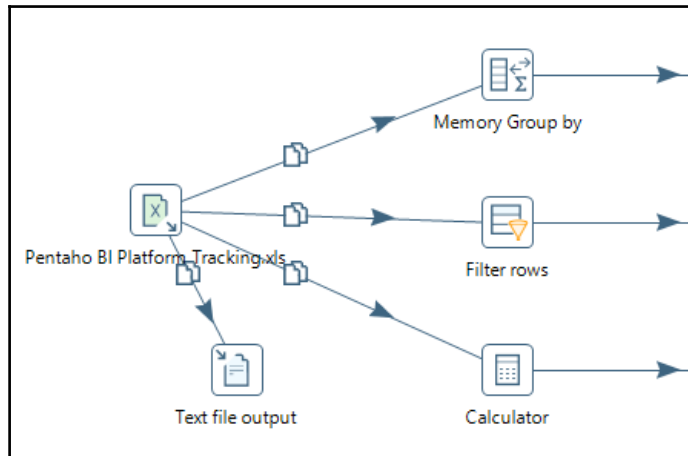 Memory Group by
Pentaho BI Platform Tracking.xls
Filter rows
Text file output
Calculator